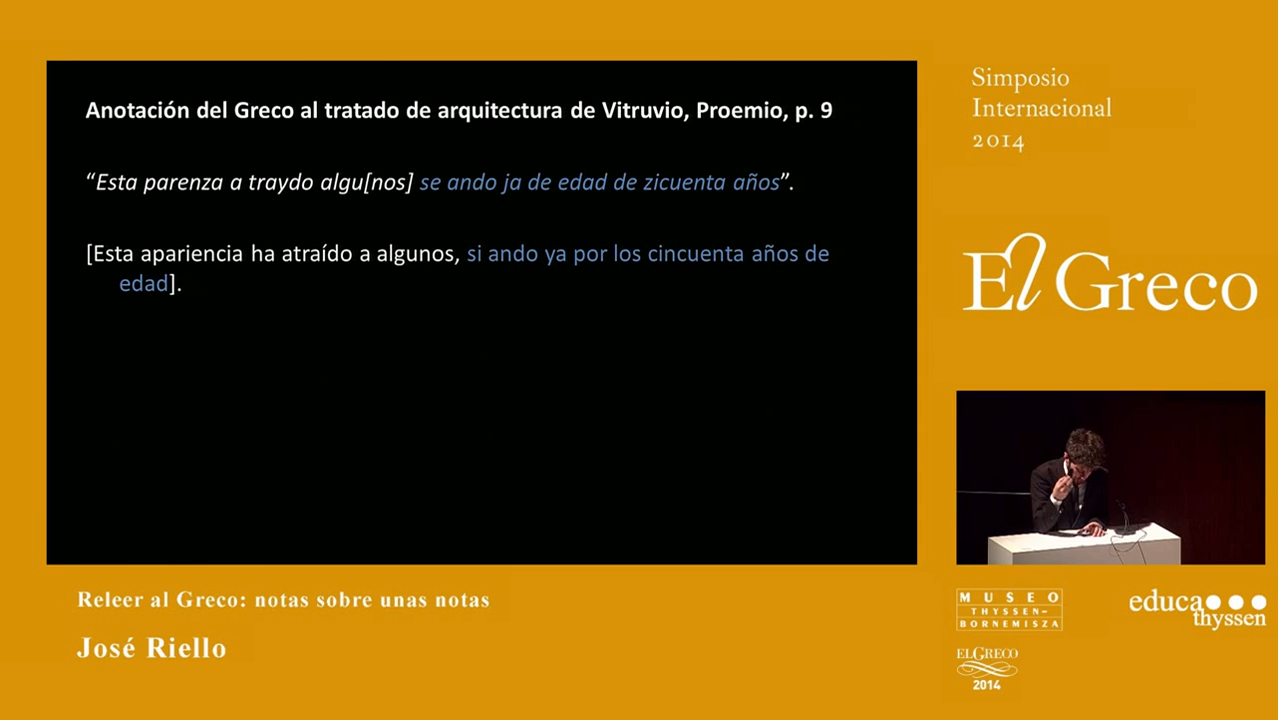 Anotación del Greco al tratado de arquitectura de Vitruvio, Proemio, p. 9
“Esta parenza a traydo algu[nos] se ando ja de edad de zicuenta años”.
[Esta apariencia ha atraído a algunos, si ando ya por los cincuenta años de
edad].
Simposio
Internacional
2014
El Greco
Releer al Greco: notas sobre unas notas
José Riello
MUSEO
THYSSEN-
BORNEMISZA
educa
thyssen
ELGRECO
2014